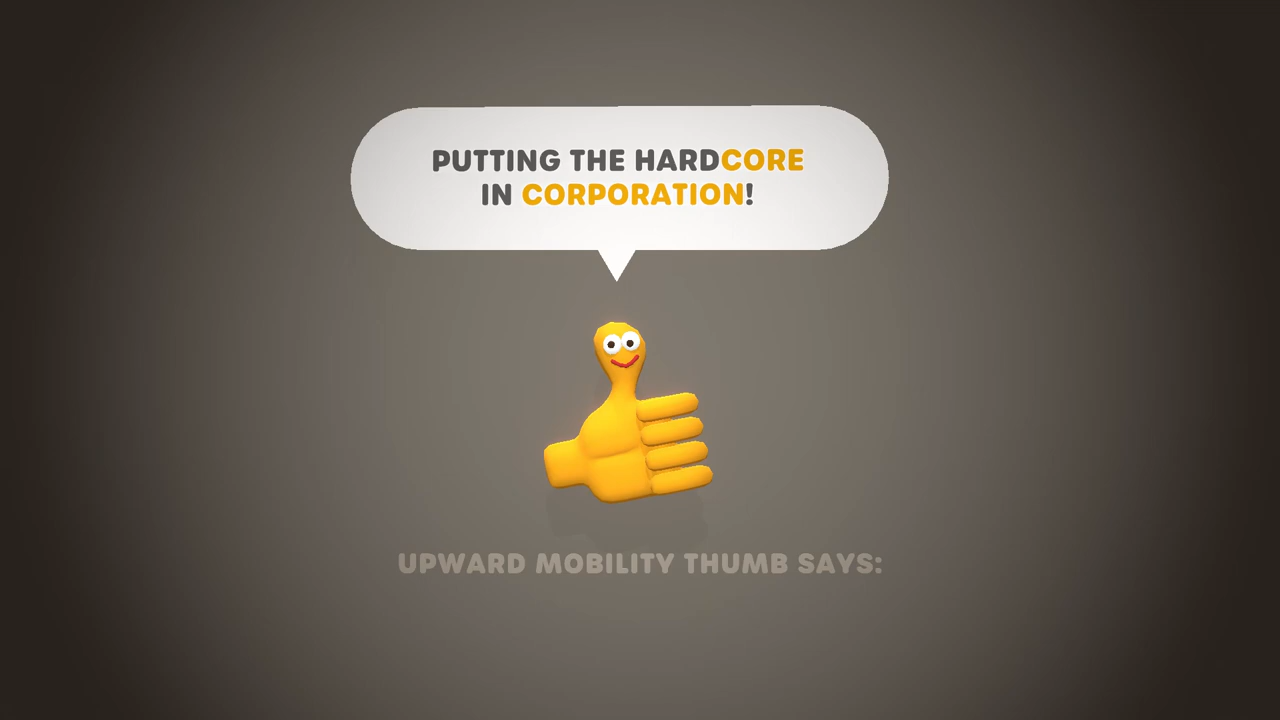 PUTTING THE HARDCORE
IN CORPORATION!
UPWARD MOBILITY THUMB SAYS: